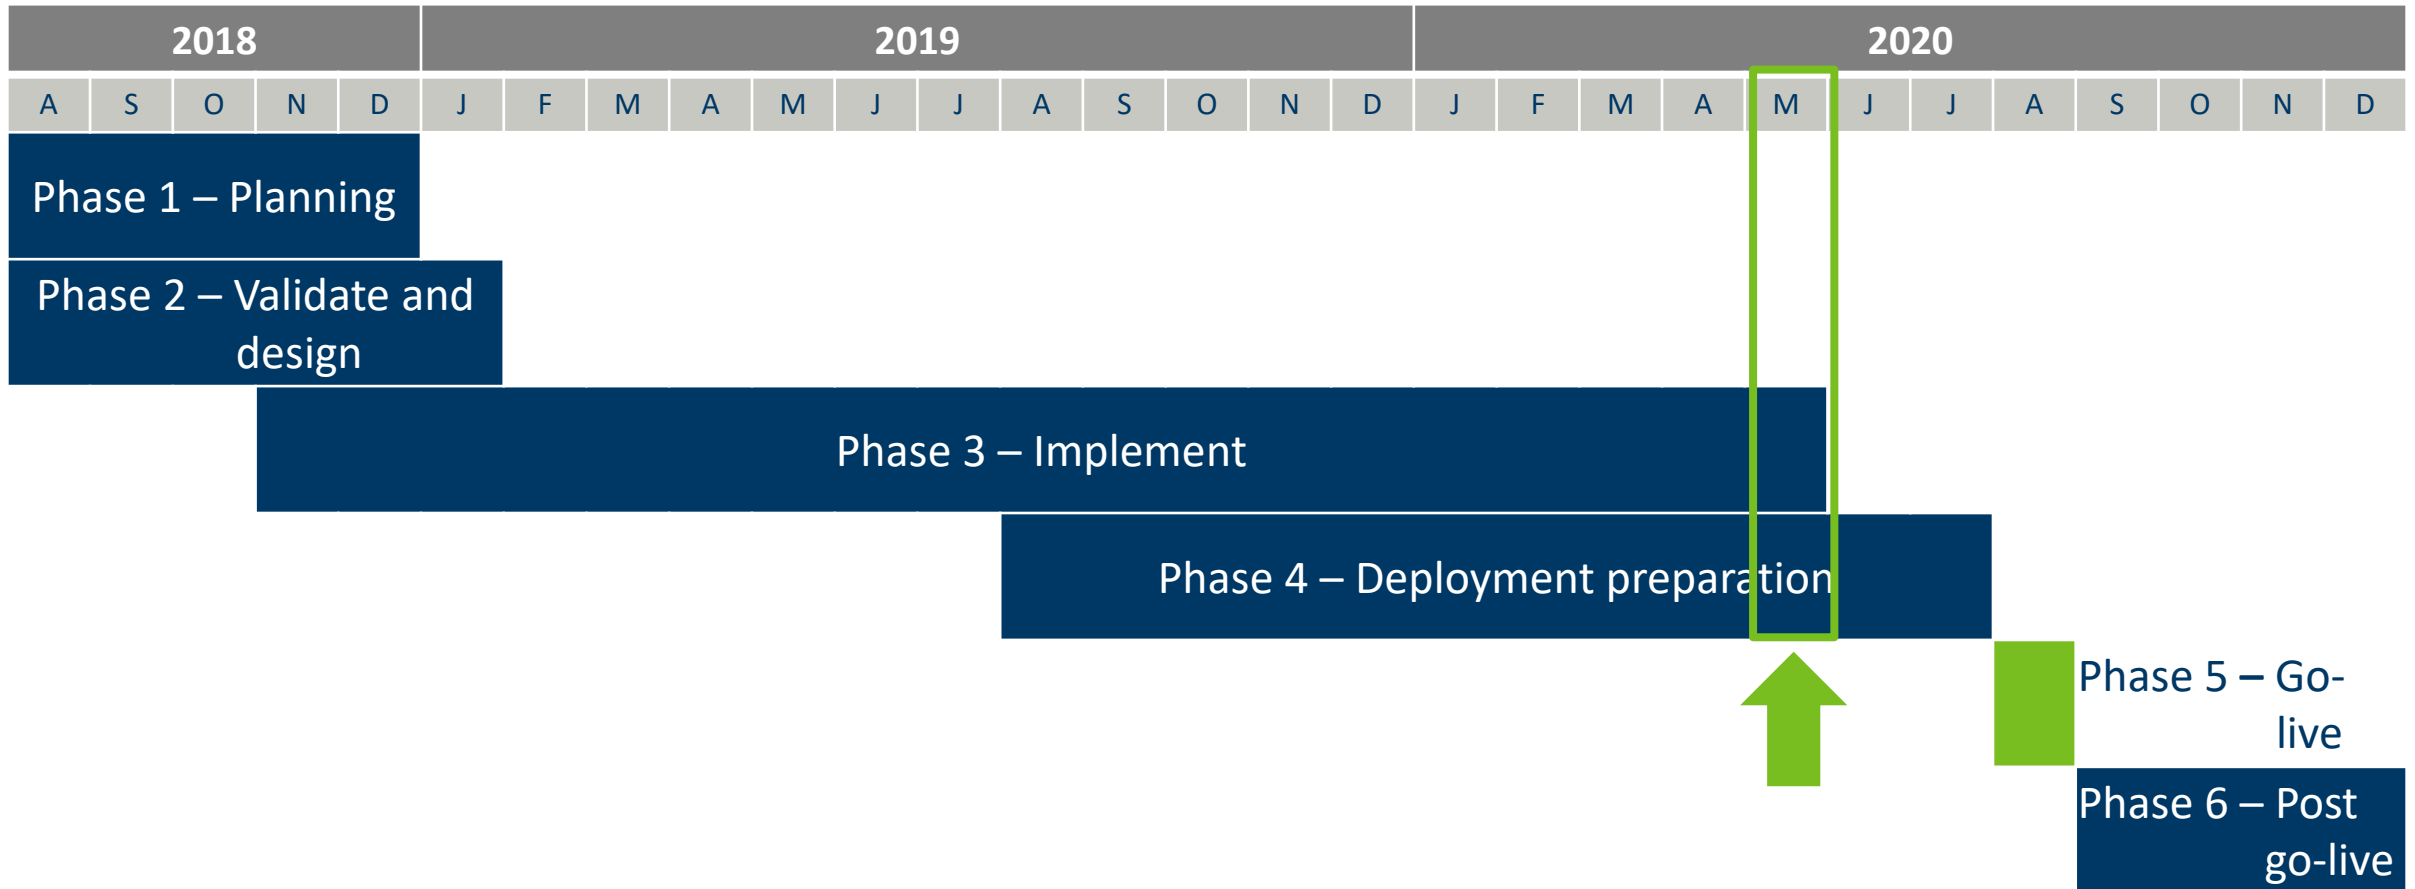 2018 2019 2020
A S O N D J F M A M J J A S O N D J F M A M J J A S O N D
Phase 1 – Planning
Phase 2 – Validate and
design
Phase 3 – Implement
Phase 4 – Deployment preparation
Phase 5 – Go-
live
Phase 6 – Post
go-live